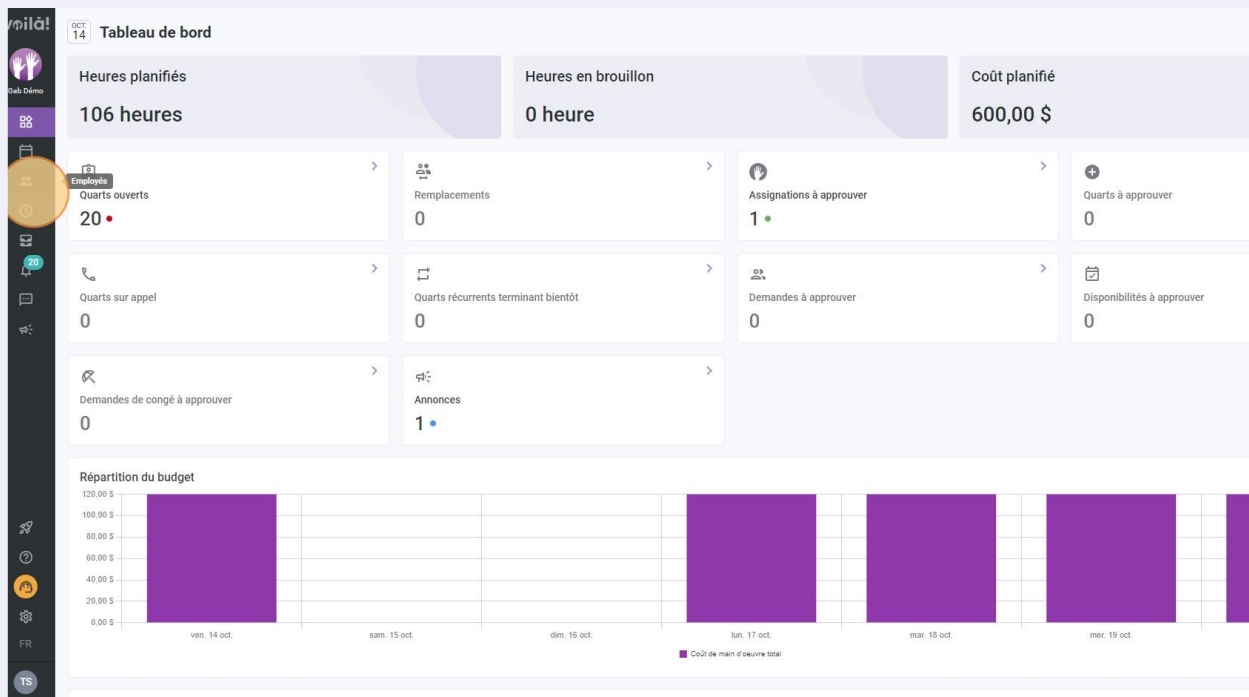 voilà!
OCT.
14
Tableau de bord
Gab Démo
Heures planifiés
106 heures
Heures en brouillon
0 heure
Coût planifié
600,00 $
Employés
Quarts ouverts
20
Remplacements
0
Assignations à approuver
1
Quarts à approuver
0
20
Quarts sur appel
0
Quarts récurrents terminant bientôt
0
Demandes à approuver
0
Disponibilités à approuver
0
Demandes de congé à approuver
0
Annonces
1
Répartition du budget
120,00 $
100,00 $
80,00 $
60,00 $
40,00 $
20,00 $
0,00 $
ven. 14 oct.
sam. 15 oct.
dim. 16 oct.
lun. 17 oct.
mar. 18 oct.
mer. 19 oct.
Coût de main d'oeuvre total
FR
TS